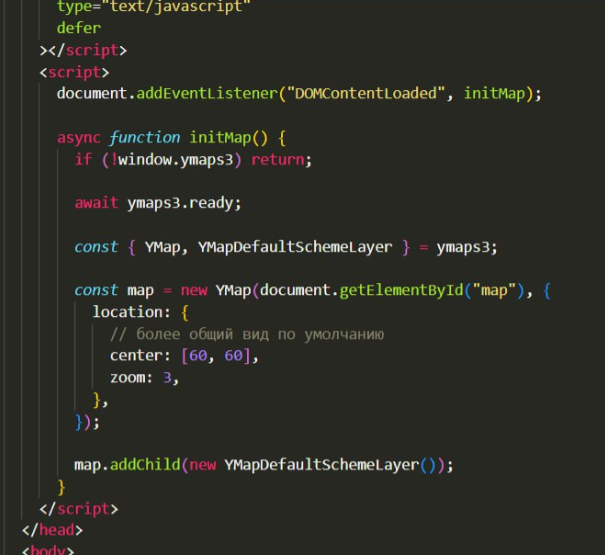 type="text/javascript"
defer
></script>
<script>
document.addEventListener("DOMContentLoaded", initMap);
async function initMap() {
if (!window.ymaps3) return;
await ymaps3.ready;
const { YMap, YMapDefaultSchemeLayer } = ymaps3;
const map = new YMap(document.getElementById("map"), {
location: {
// более общий вид по умолчанию
center: [60, 60],
zoom: 3,
},
});
map.addChild(new YMapDefaultSchemeLayer());
}
</script>
</head>
<body>